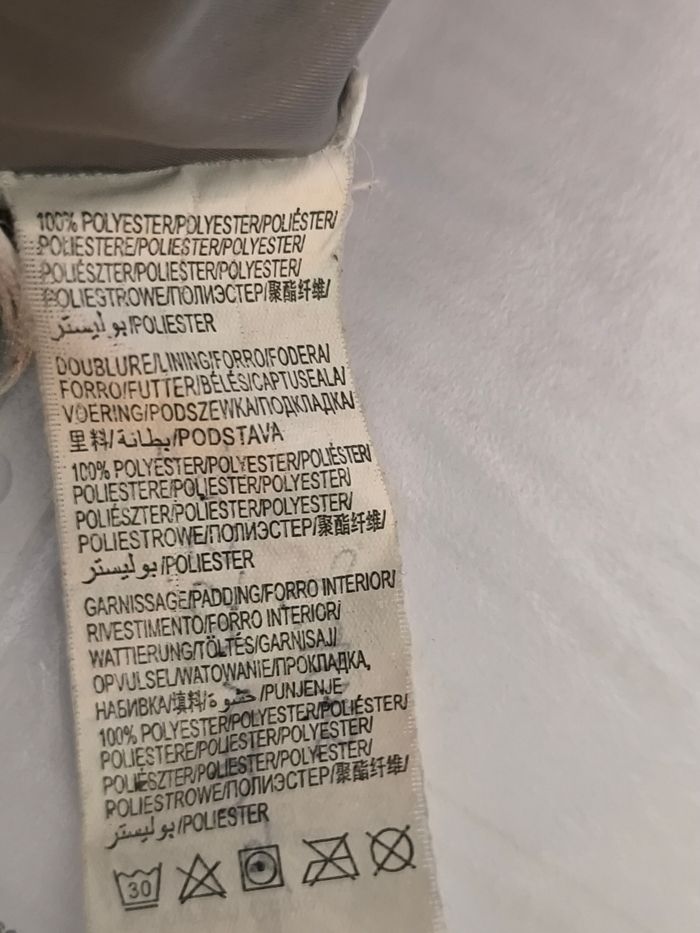 100% POLYESTER/POLYESTER/POLIÉSTER/
POLIESTERE/POLIESTER/POLYESTER/
POLIÉSZTER/POLIESTER/POLYESTER/
POLIESTROWE/ПОЛИЭСТЕР/聚酯纤维/
بوليستر/POLIESTER
DOUBLURE/LINING/FORRO/FODERA/
FORRO/FUTTER/BÉLÉS/CAPTUSEALA/
VOERING/PODSZEWKA/ПОДКЛАДКА/
里料/بطانة/PODSTAVA
100% POLYESTER/POLYESTER/POLIÉSTER/
POLIESTERE/POLIESTER/POLYESTER/
POLIÉSZTER/POLIESTER/POLYESTER/
POLIESTROWE/ПОЛИЭСТЕР/聚酯纤维/
بوليستر/POLIESTER
GARNISSAGE/PADDING/FORRO INTERIOR/
RIVESTIMENTO/FORRO INTERIOR/
WATTIERUNG/TÖLTÉS/GARNISAJ/
OPVULSEL/WATOWANIE/ПРОКЛАДКА,
НАБИВКА/填料/حشوة/PUNJENJE
100% POLYESTER/POLYESTER/POLIÉSTER/
POLIESTERE/POLIESTER/POLYESTER/
POLIÉSZTER/POLIESTER/POLYESTER/
POLIESTROWE/ПОЛИЭСТЕР/聚酯纤维/
بوليستر/POLIESTER
30